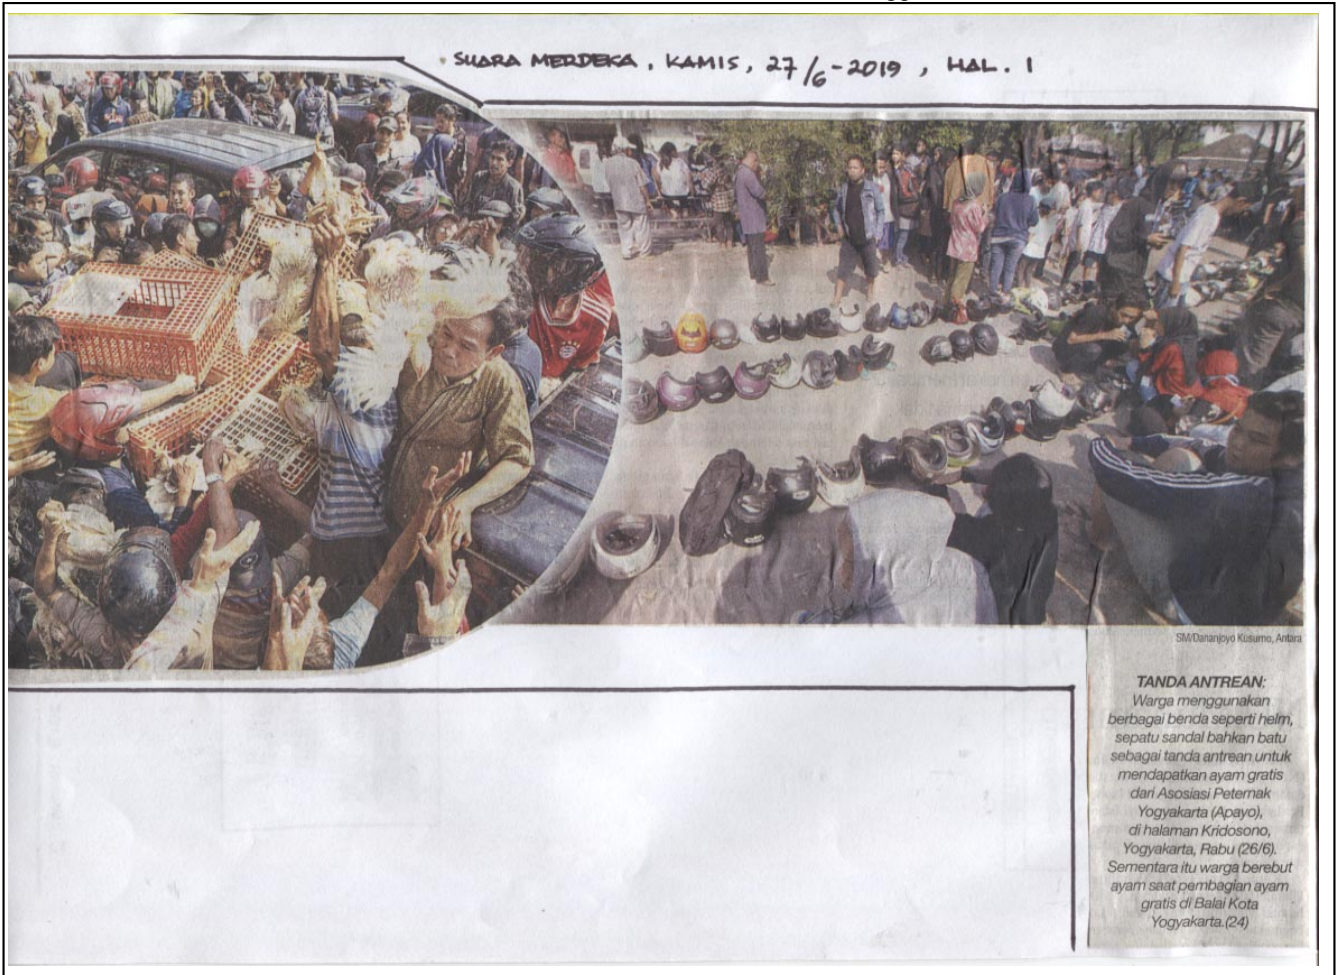 SUARA MERDEKA, KAMIS, 27/6-2019, HAL. 1
SM/Dananjoyo Kusumo, Antara
TANDA ANTREAN:
Warga menggunakan
berbagai benda seperti helm,
sepatu sandal bahkan batu
sebagai tanda antrean untuk
mendapatkan ayam gratis
dari Asosiasi Peternak
Yogyakarta (Apayo),
di halaman Kridosono,
Yogyakarta, Rabu (26/6).
Sementara itu warga berebut
ayam saat pembagian ayam
gratis di Balai Kota
Yogyakarta.(24)